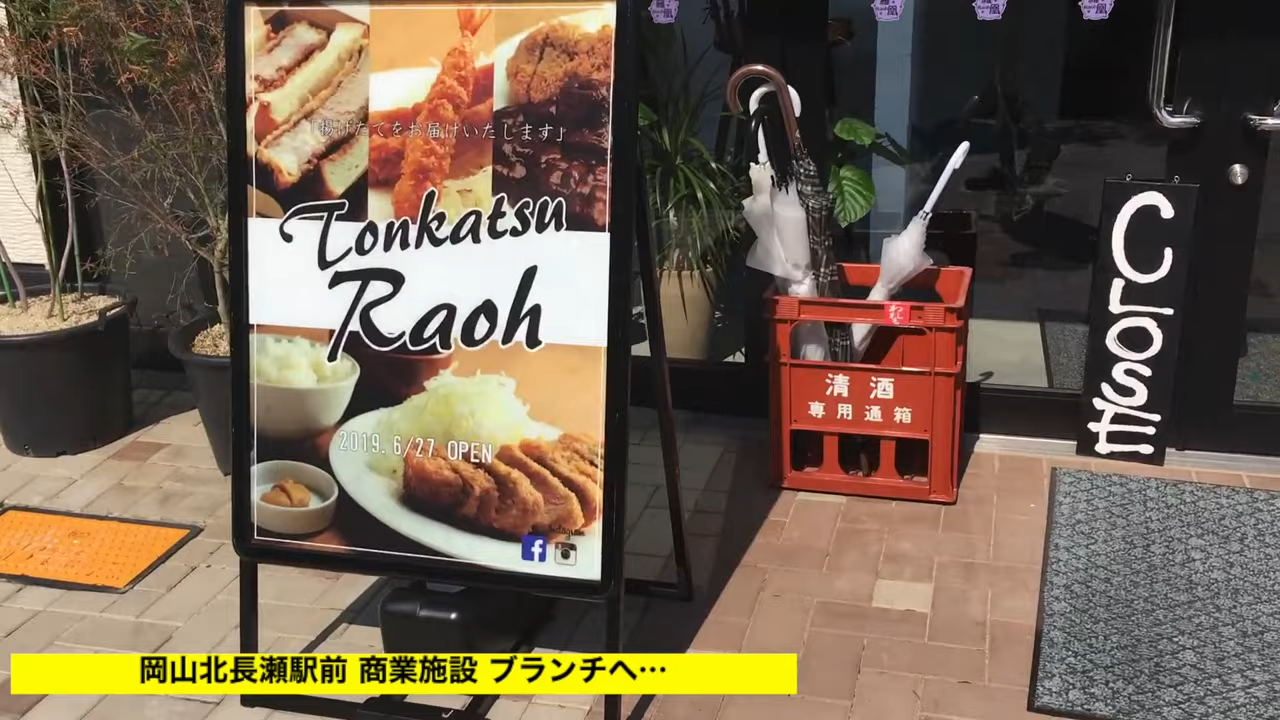 「揚げたてをお届けいたします」
Tonkatsu
Raoh
2019. 6/27 OPEN
清酒
専用通箱
CLOSE
岡山北長瀬駅前 商業施設 ブランチへ…